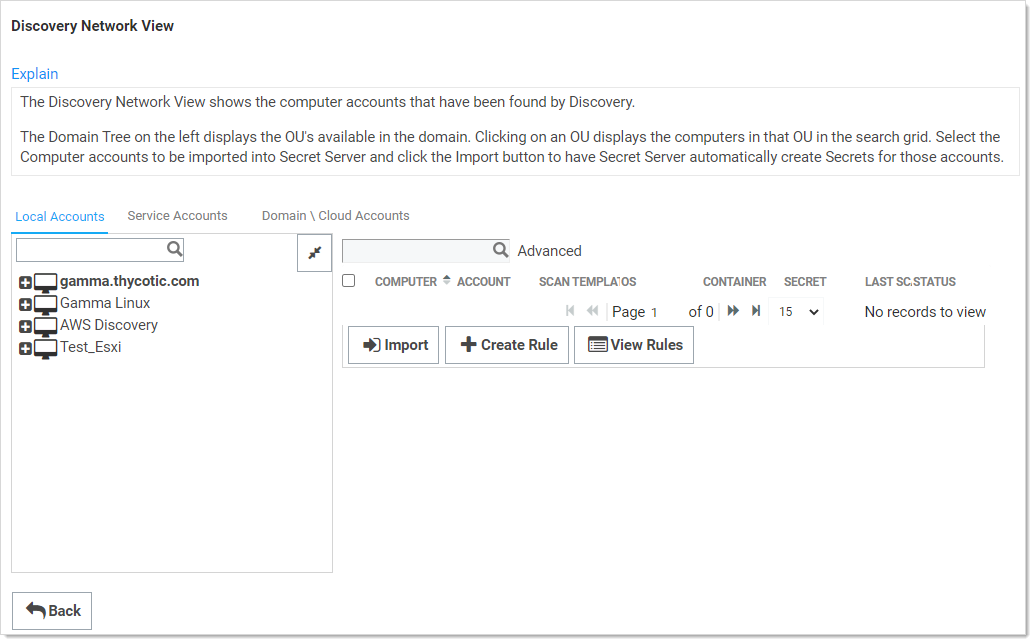 Discovery Network View
Explain
The Discovery Network View shows the computer accounts that have been found by Discovery.
The Domain Tree on the left displays the OU's available in the domain. Clicking on an OU displays the computers in that OU in the search grid. Select the
Computer accounts to be imported into Secret Server and click the Import button to have Secret Server automatically create Secrets for those accounts.
Local Accounts Service Accounts Domain \ Cloud Accounts
Advanced
gamma.thycotic.com
Gamma Linux
AWS Discovery
Test_Esxi
COMPUTER ACCOUNT SCAN TEMPLATOS CONTAINER SECRET LAST SC.STATUS
Page 1 of 0 15 No records to view
Import Create Rule View Rules
Back